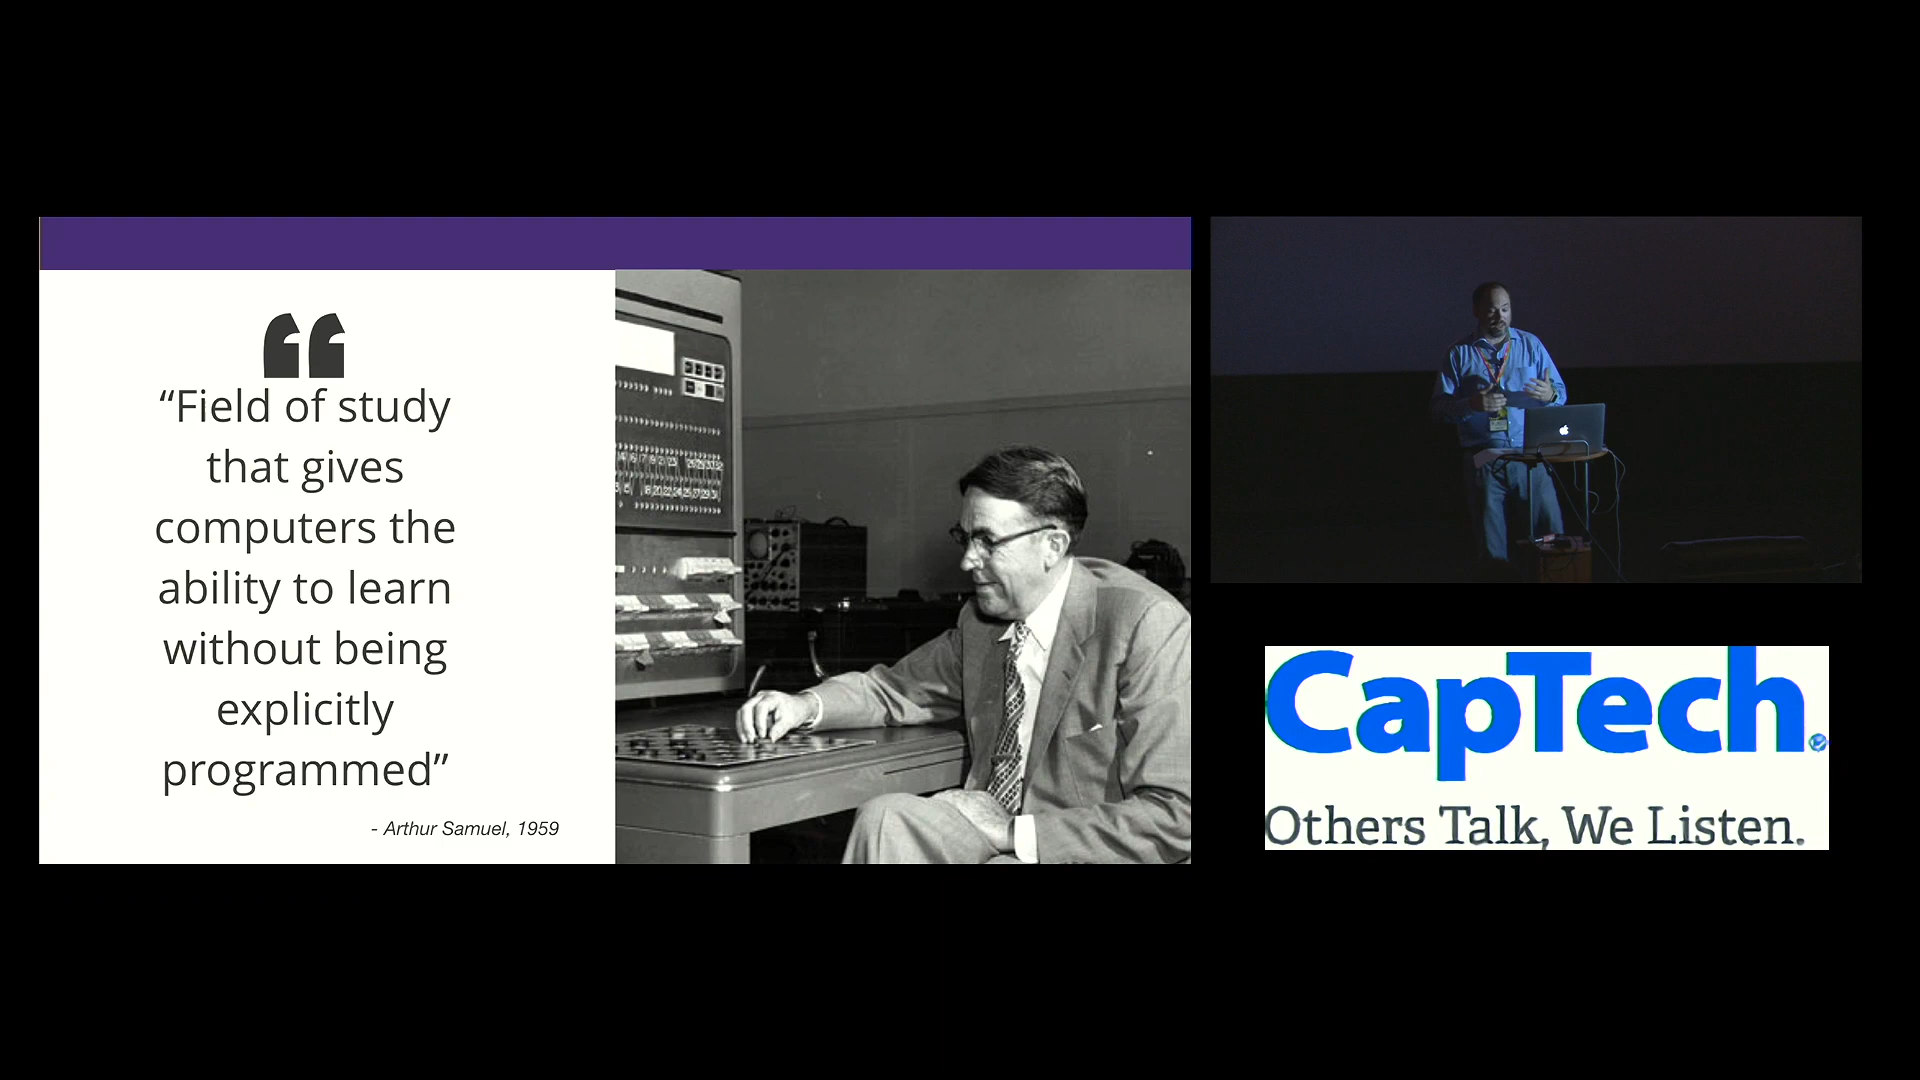 “Field of study
that gives
computers the
ability to learn
without being
explicitly
programmed”
- Arthur Samuel, 1959
CapTech.
Others Talk, We Listen.